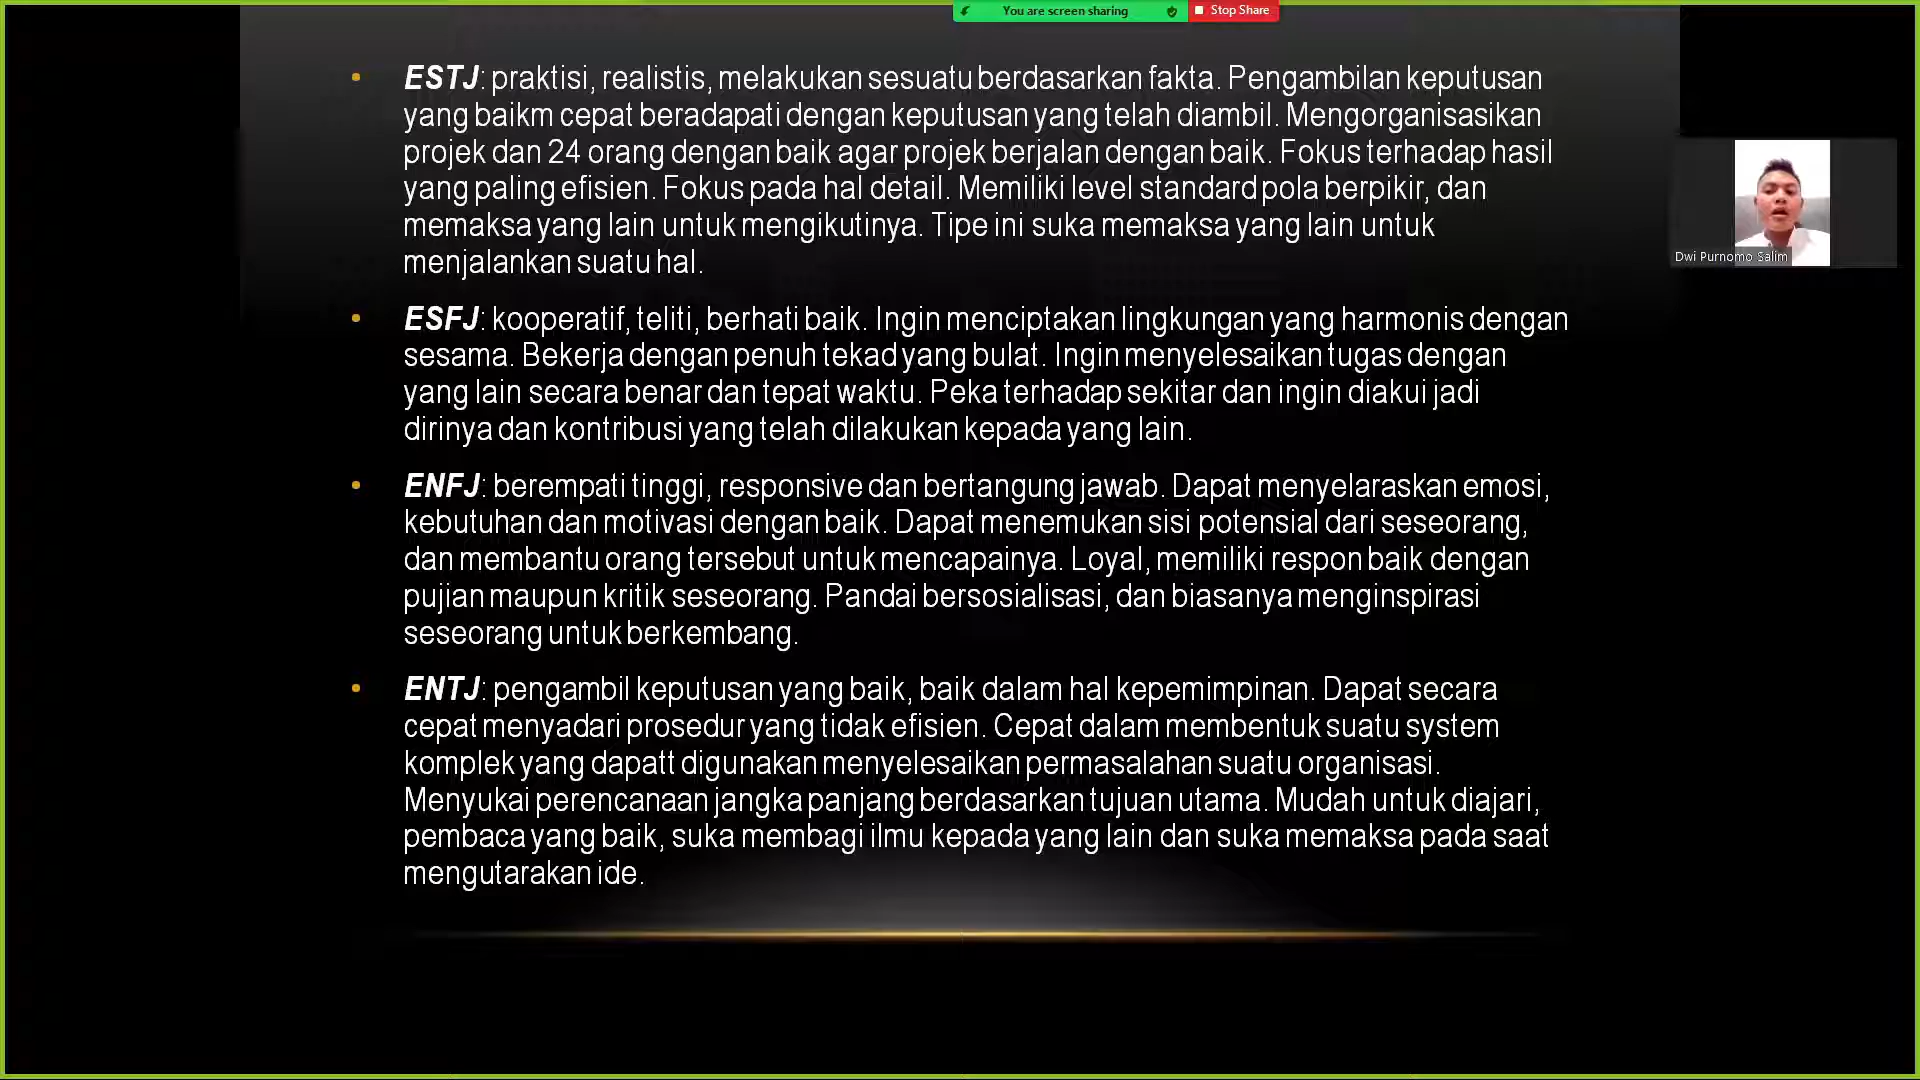 You are screen sharing
Stop Share
ESTJ: praktisi, realistis, melakukan sesuatu berdasarkan fakta. Pengambilan keputusan
yang baikm cepat beradapati dengan keputusan yang telah diambil. Mengorganisasikan
projek dan 24 orang dengan baik agar projek berjalan dengan baik. Fokus terhadap hasil
yang paling efisien. Fokus pada hal detail. Memiliki level standard pola berpikir, dan
memaksa yang lain untuk mengikutinya. Tipe ini suka memaksa yang lain untuk
menjalankan suatu hal.
ESFJ: kooperatif, teliti, berhati baik. Ingin menciptakan lingkungan yang harmonis dengan
sesama. Bekerja dengan penuh tekad yang bulat. Ingin menyelesaikan tugas dengan
yang lain secara benar dan tepat waktu. Peka terhadap sekitar dan ingin diakui jadi
dirinya dan kontribusi yang telah dilakukan kepada yang lain.
ENFJ: berempati tinggi, responsive dan bertangung jawab. Dapat menyelaraskan emosi,
kebutuhan dan motivasi dengan baik. Dapat menemukan sisi potensial dari seseorang,
dan membantu orang tersebut untuk mencapainya. Loyal, memiliki respon baik dengan
pujian maupun kritik seseorang. Pandai bersosialisasi, dan biasanya menginspirasi
seseorang untuk berkembang.
ENTJ: pengambil keputusan yang baik, baik dalam hal kepemimpinan. Dapat secara
cepat menyadari prosedur yang tidak efisien. Cepat dalam membentuk suatu system
komplek yang dapatt digunakan menyelesaikan permasalahan suatu organisasi.
Menyukai perencanaan jangka panjang berdasarkan tujuan utama. Mudah untuk diajari,
pembaca yang baik, suka membagi ilmu kepada yang lain dan suka memaksa pada saat
mengutarakan ide.
Dwi Purnomo Salim